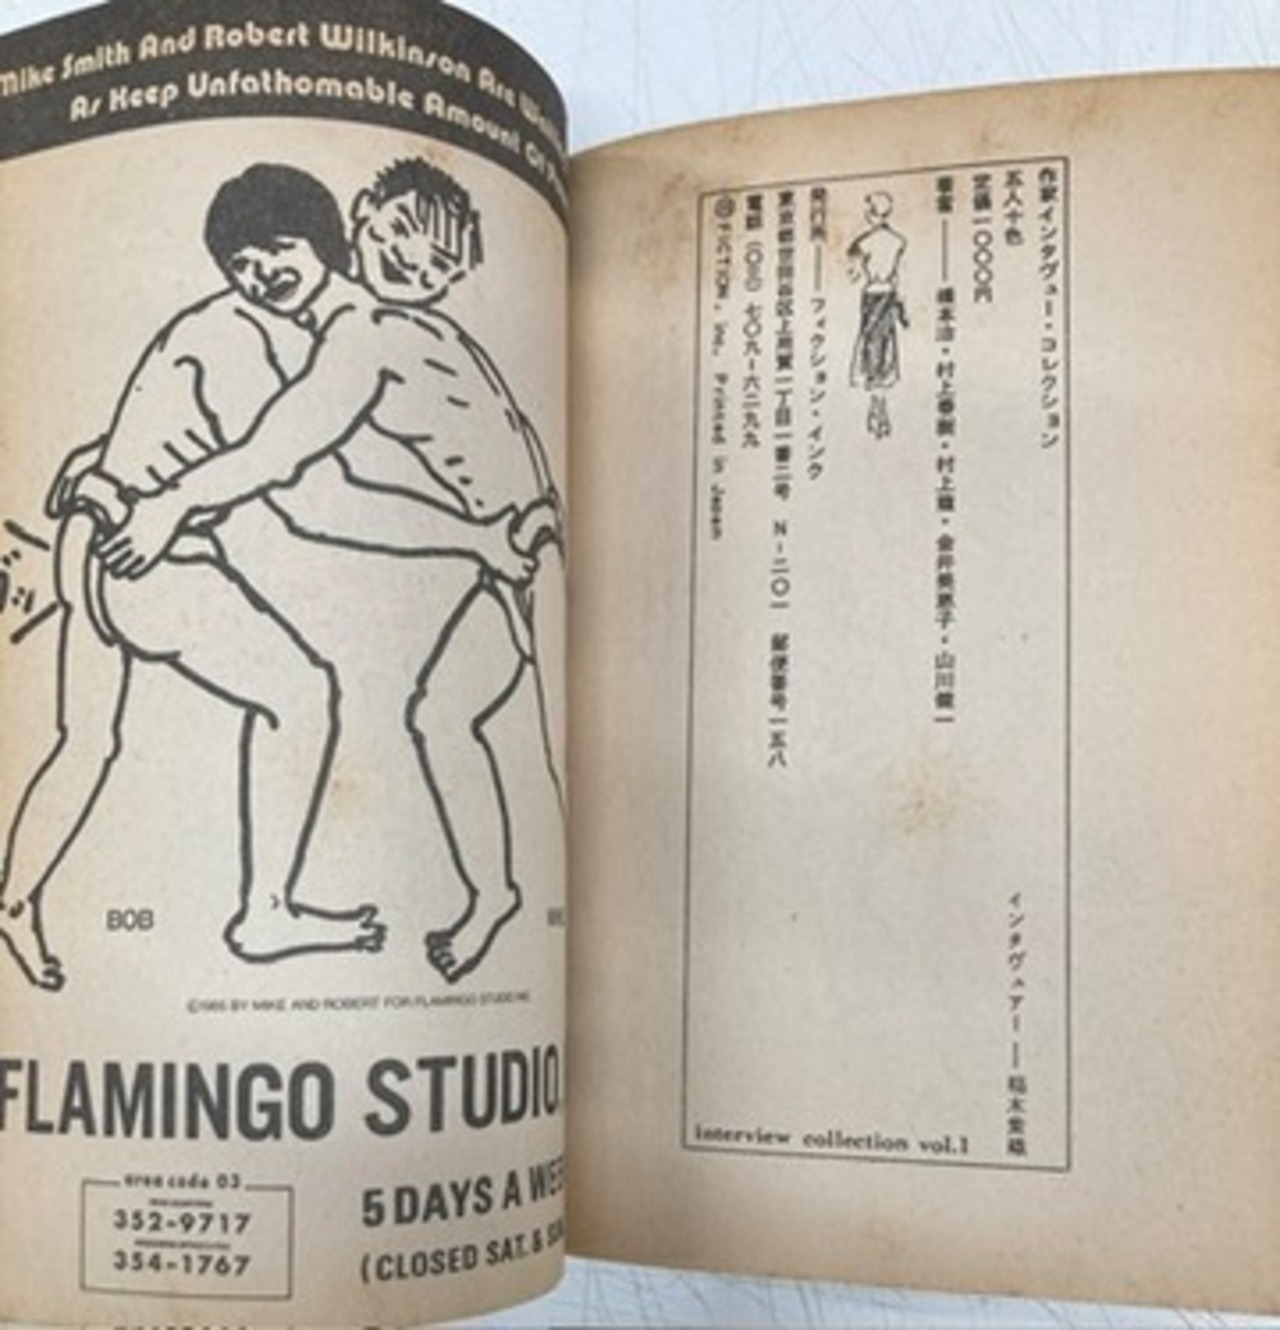 Mike Smith And Robert Wilkinson Are
As Keep Unfathomable Amount Of
BOB
©1985 BY MIKE AND ROBERT FOR FLAMINGO STUDIO INC.
FLAMINGO STUDIO
5 DAYS A WEE
(CLOSED SAT. & SU
area code 03
352-9717
354-1767
作家インタヴュー・コレクション
五人十色
インタヴュアー——稲木紫織
定価一〇〇〇円
著者——橋本治・村上春樹・村上龍・金井美恵子・山川健一
発行所——フィクション・インク
東京都世田谷区上用賀一丁目一番二号 N-二〇一 郵便番号一五八
電話(〇三)七〇九-六二九九
©FICTION, inc. Printed in Japan
interview collection vol.1